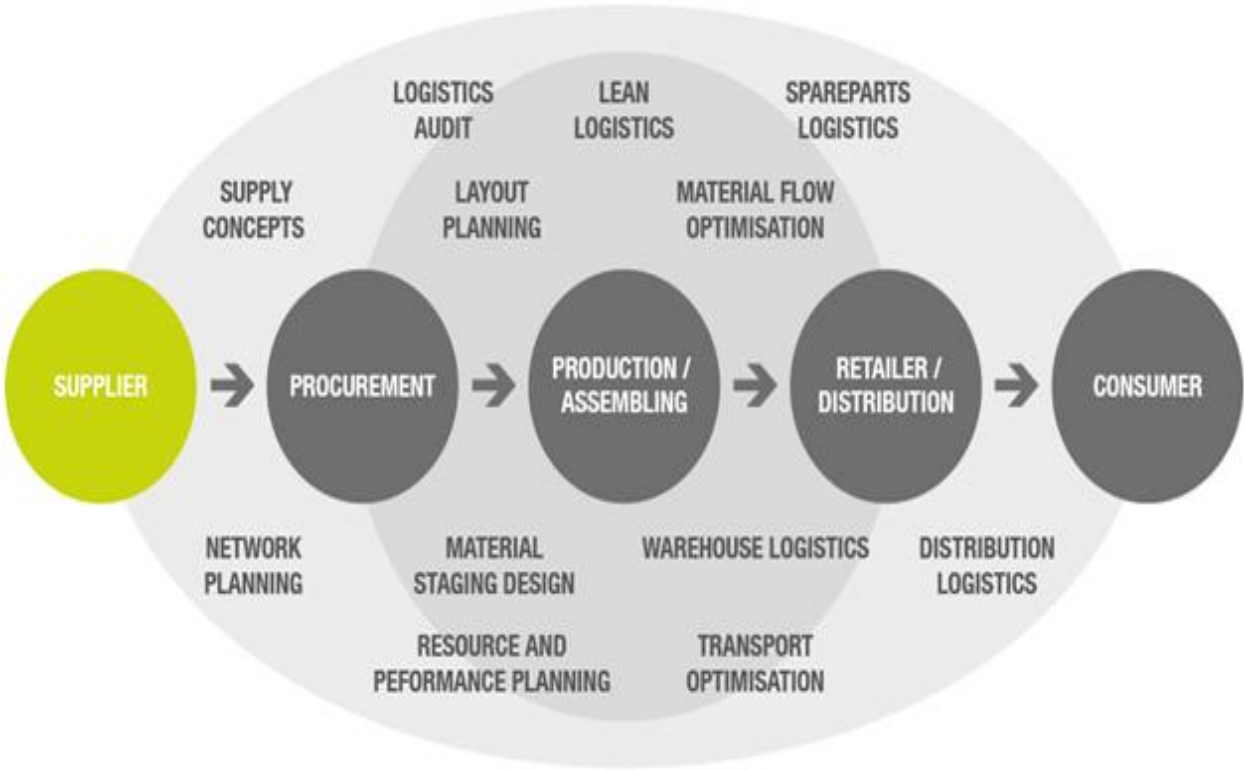 LOGISTICS
AUDIT
LEAN
LOGISTICS
SPAREPARTS
LOGISTICS
SUPPLY
CONCEPTS
LAYOUT
PLANNING
MATERIAL FLOW
OPTIMISATION
SUPPLIER
PROCUREMENT
PRODUCTION /
ASSEMBLING
RETAILER /
DISTRIBUTION
CONSUMER
NETWORK
PLANNING
MATERIAL
STAGING DESIGN
WAREHOUSE LOGISTICS
DISTRIBUTION
LOGISTICS
RESOURCE AND
PEFORMANCE PLANNING
TRANSPORT
OPTIMISATION